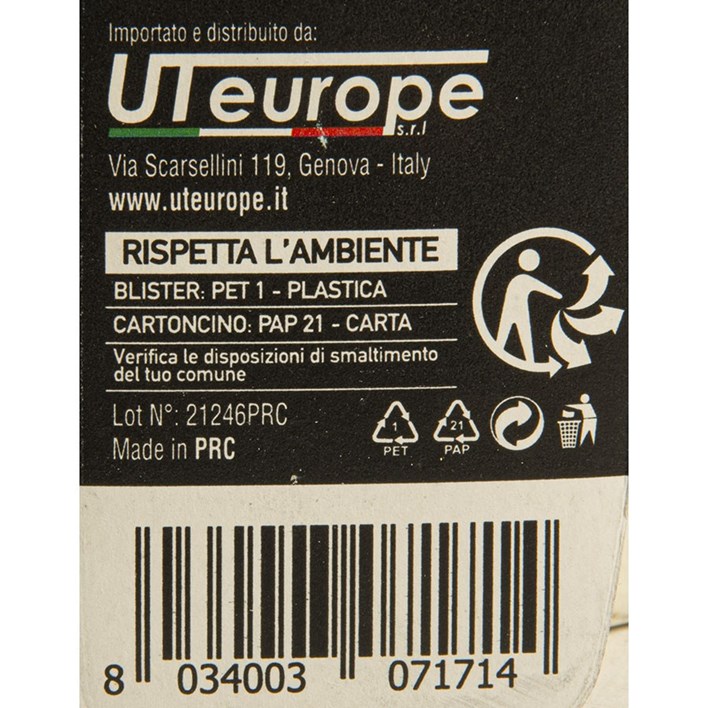 Importato e distribuito da:
UTeurope
s.r.l
Via Scarsellini 119, Genova - Italy
www.uteurope.it
RISPETTA L'AMBIENTE
BLISTER: PET 1 - PLASTICA
CARTONCINO: PAP 21 - CARTA
Verifica le disposizioni di smaltimento
del tuo comune
Lot N°: 21246PRC
Made in PRC
1
PET
21
PAP
8 034003 071714